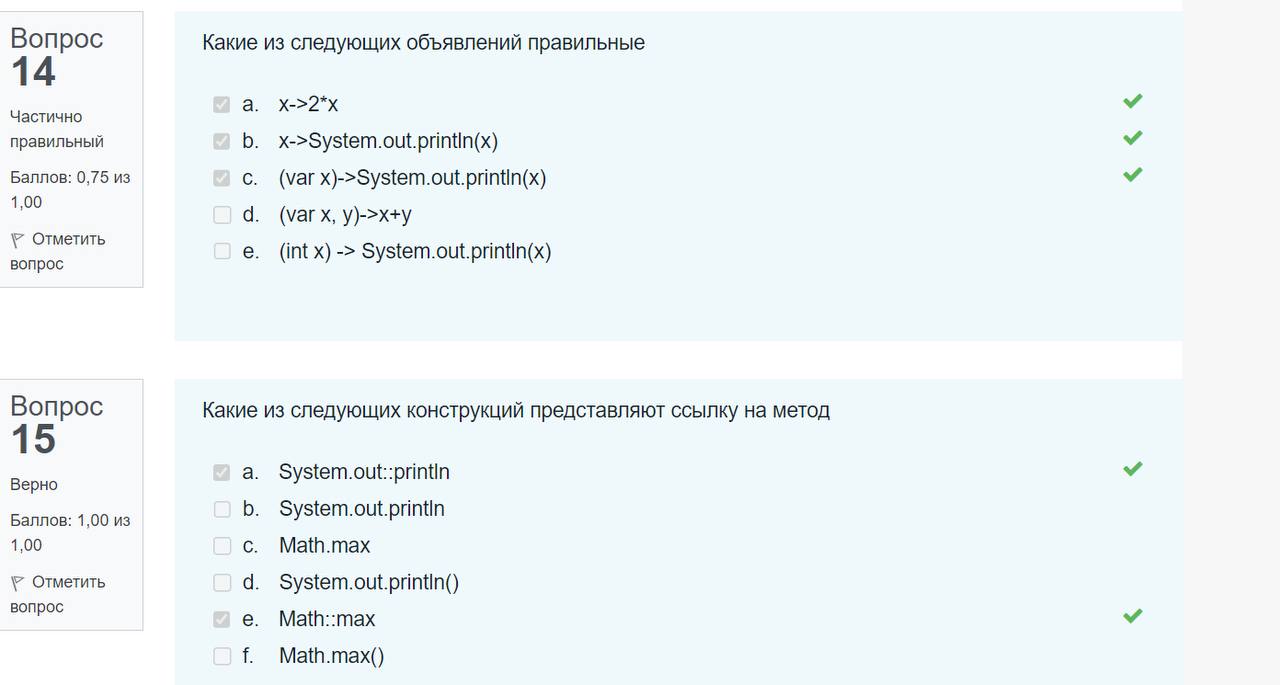 Вопрос
14
Частично
правильный
Баллов: 0,75 из
1,00
Отметить
вопрос
Какие из следующих объявлений правильные
a. x->2*x
b. x->System.out.println(x)
c. (var x)->System.out.println(x)
d. (var x, y)->x+y
e. (int x) -> System.out.println(x)
Вопрос
15
Верно
Баллов: 1,00 из
1,00
Отметить
вопрос
Какие из следующих конструкций представляют ссылку на метод
a. System.out::println
b. System.out.println
c. Math.max
d. System.out.println()
e. Math::max
f. Math.max()